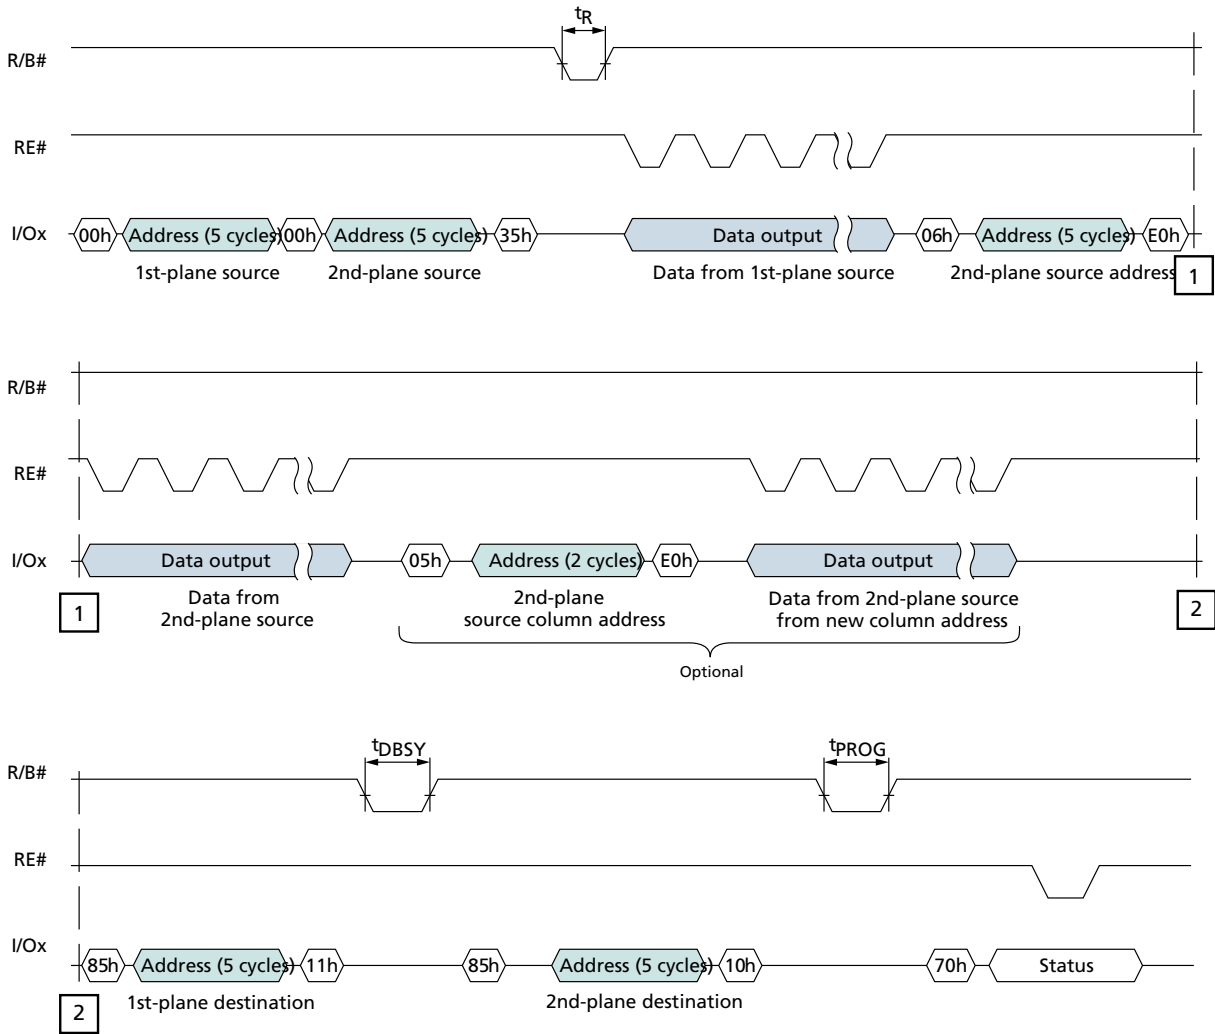 tR
R/B#
RE#
I/Ox 00h Address (5 cycles) 00h Address (5 cycles) 35h Data output 06h Address (5 cycles) E0h
1st-plane source 2nd-plane source Data from 1st-plane source 2nd-plane source address 1
R/B#
RE#
I/Ox Data output 05h Address (2 cycles) E0h Data output
1 Data from 2nd-plane Data from 2nd-plane source 2
2nd-plane source source column address from new column address
Optional
tDBSY tPROG
R/B#
RE#
I/Ox 85h Address (5 cycles) 11h 85h Address (5 cycles) 10h 70h Status
2 1st-plane destination 2nd-plane destination